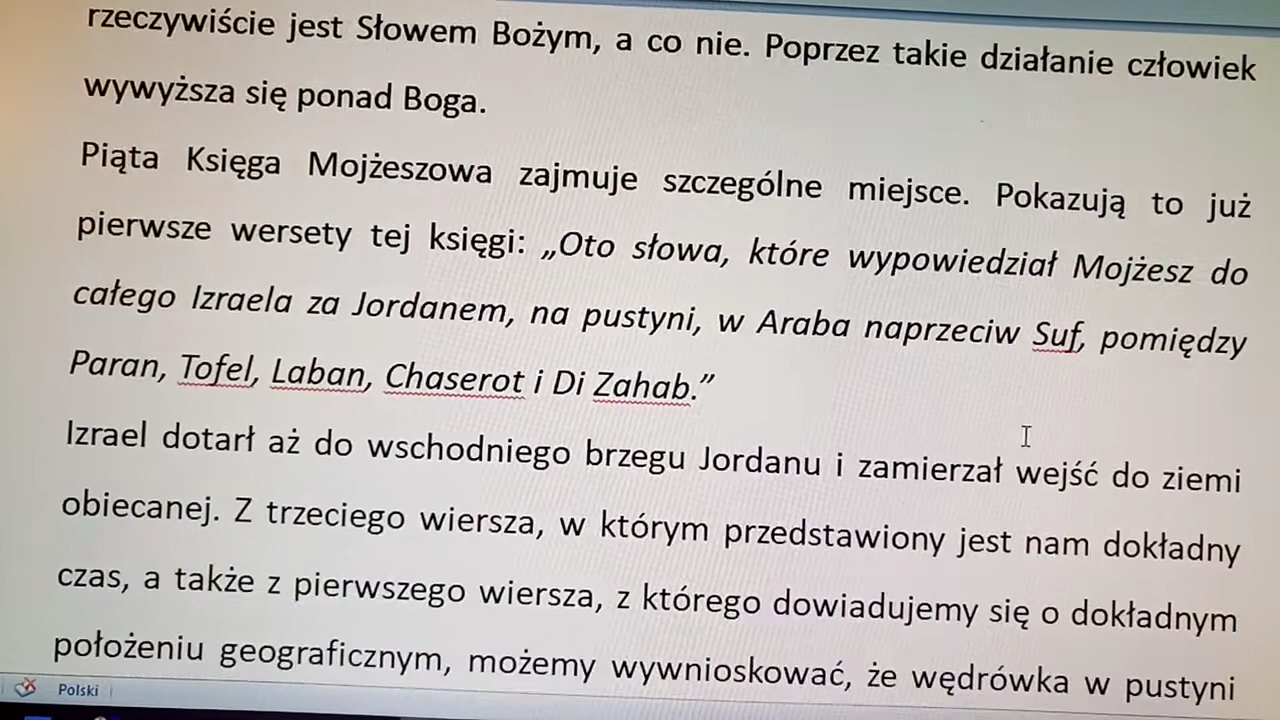 rzeczywiście jest Słowem Bożym, a co nie. Poprzez takie działanie człowiek
wywyższa się ponad Boga.
Piąta Księga Mojżeszowa zajmuje szczególne miejsce. Pokazują to już
pierwsze wersety tej księgi: „Oto słowa, które wypowiedział Mojżesz do
całego Izraela za Jordanem, na pustyni, w Araba naprzeciw Suf, pomiędzy
Paran, Tofel, Laban, Chaserot i Di Zahab.”
Izrael dotarł aż do wschodniego brzegu Jordanu i zamierzał wejść do ziemi
obiecanej. Z trzeciego wiersza, w którym przedstawiony jest nam dokładny
czas, a także z pierwszego wiersza, z którego dowiadujemy się o dokładnym
położeniu geograficznym, możemy wywnioskować, że wędrówka w pustyni
Polski